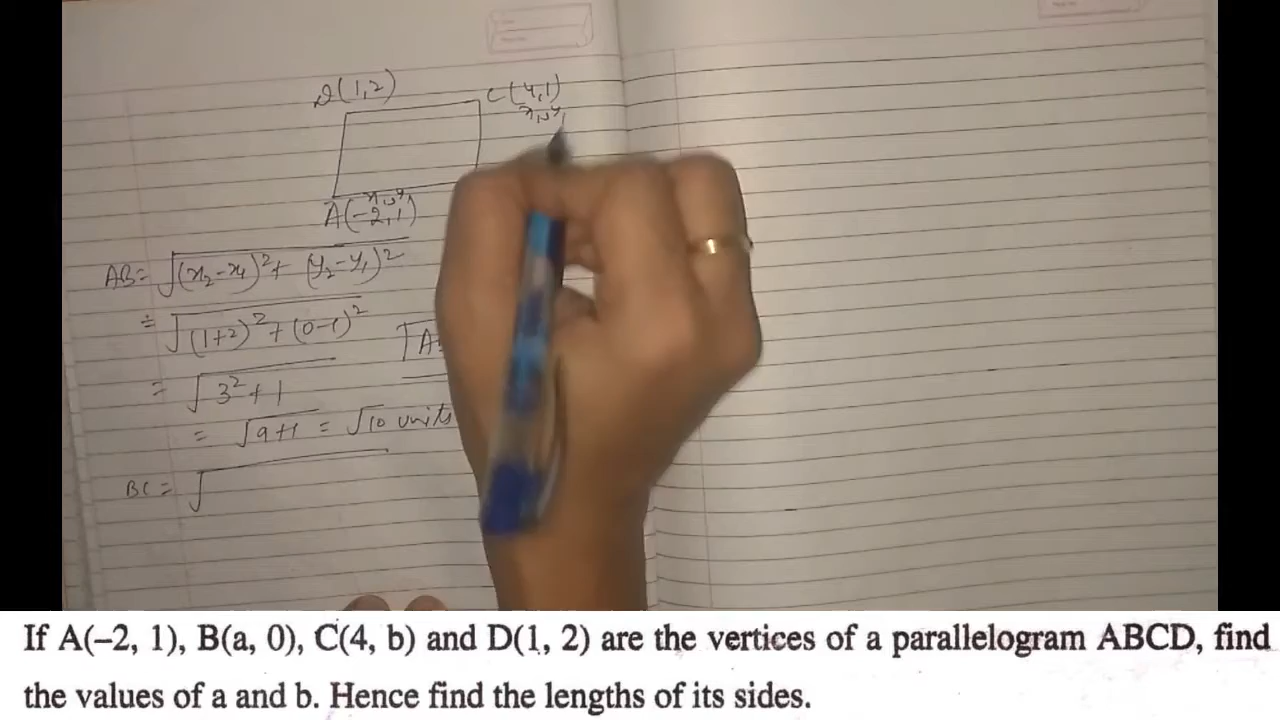 D(1,2)
C(4,1)
A(-2,1)
AB= √(x₂-x₁)²+ (y₂-y₁)²
= √(1+2)²+(0-1)²
= √3²+1
= √9+1 = √10 units
BC = √
If A(–2, 1), B(a, 0), C(4, b) and D(1, 2) are the vertices of a parallelogram ABCD, find
the values of a and b. Hence find the lengths of its sides.